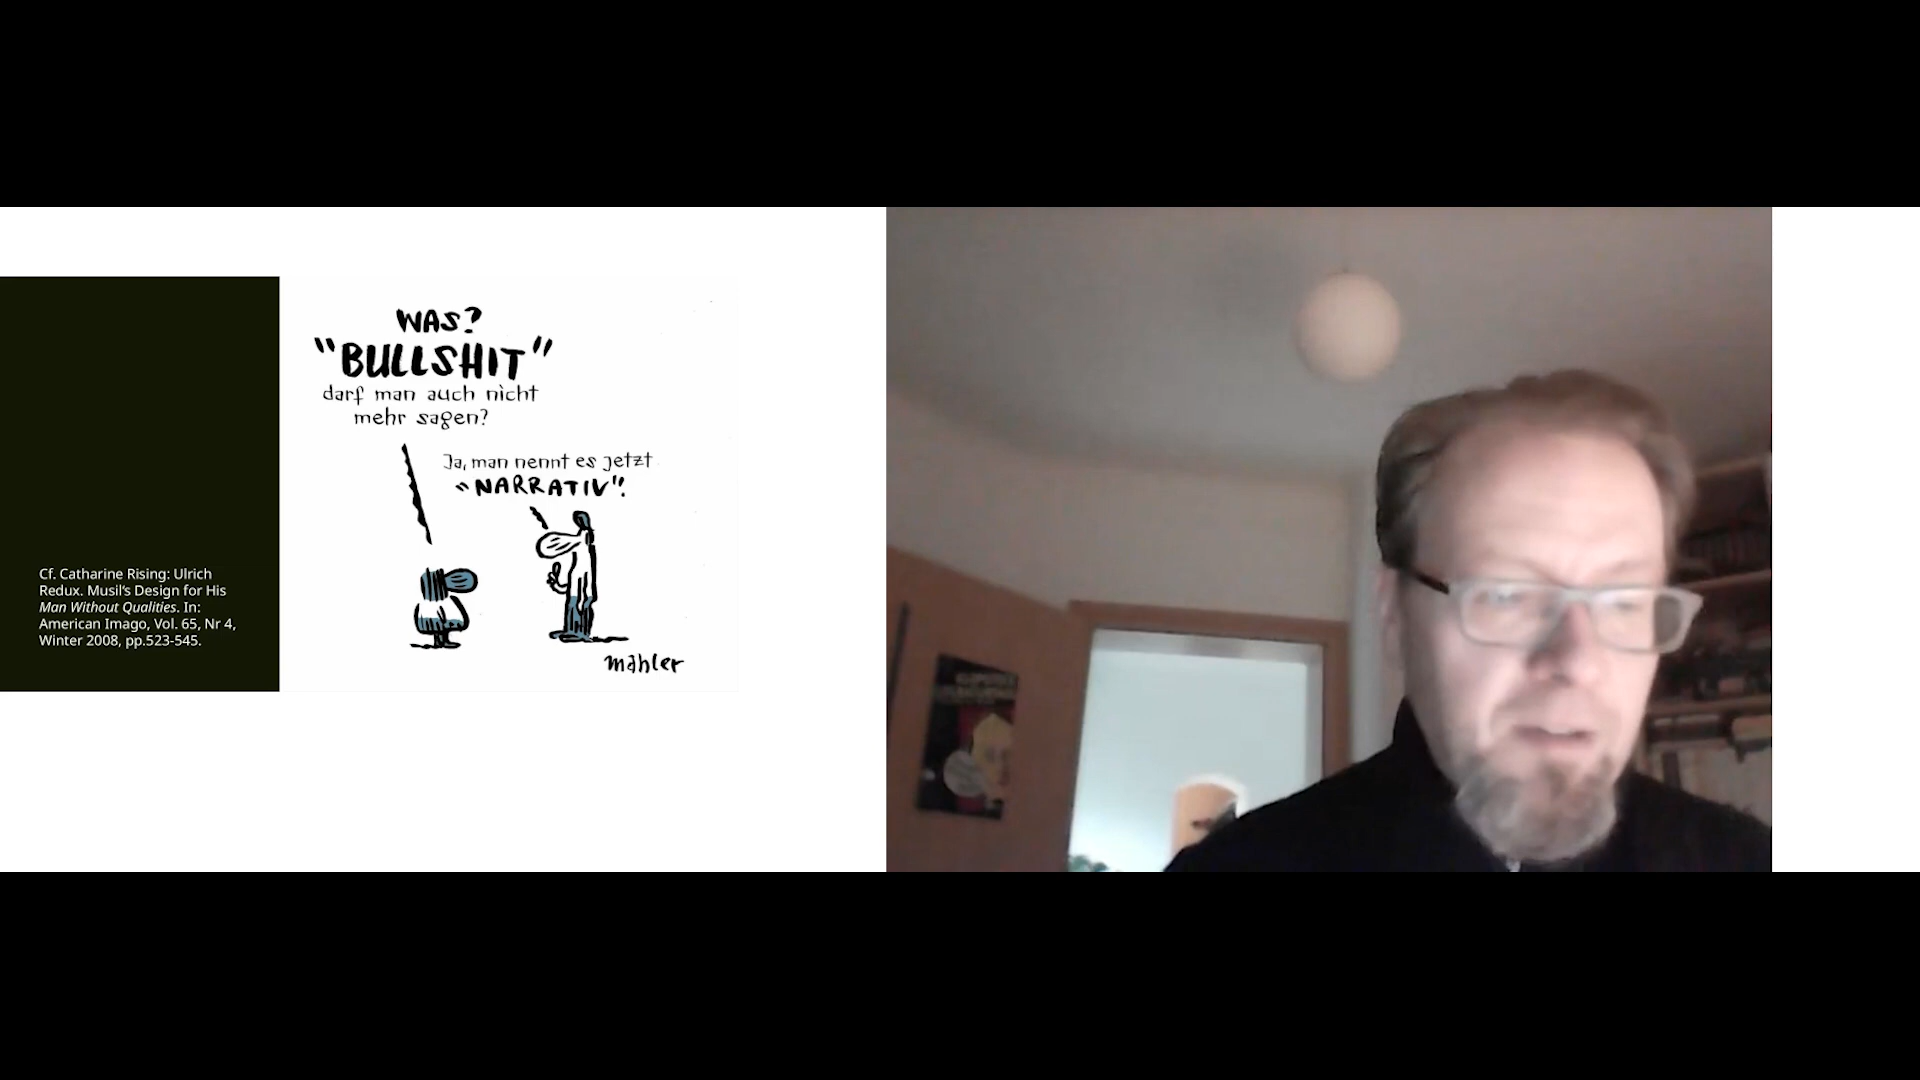 WAS?
"BULLSHIT"
darf man auch nicht
mehr sagen?
Ja, man nennt es jetzt
"NARRATIV".
mahler
Cf. Catharine Rising: Ulrich
Redux. Musil's Design for His
Man Without Qualities. In:
American Imago, Vol. 65, Nr 4,
Winter 2008, pp.523-545.